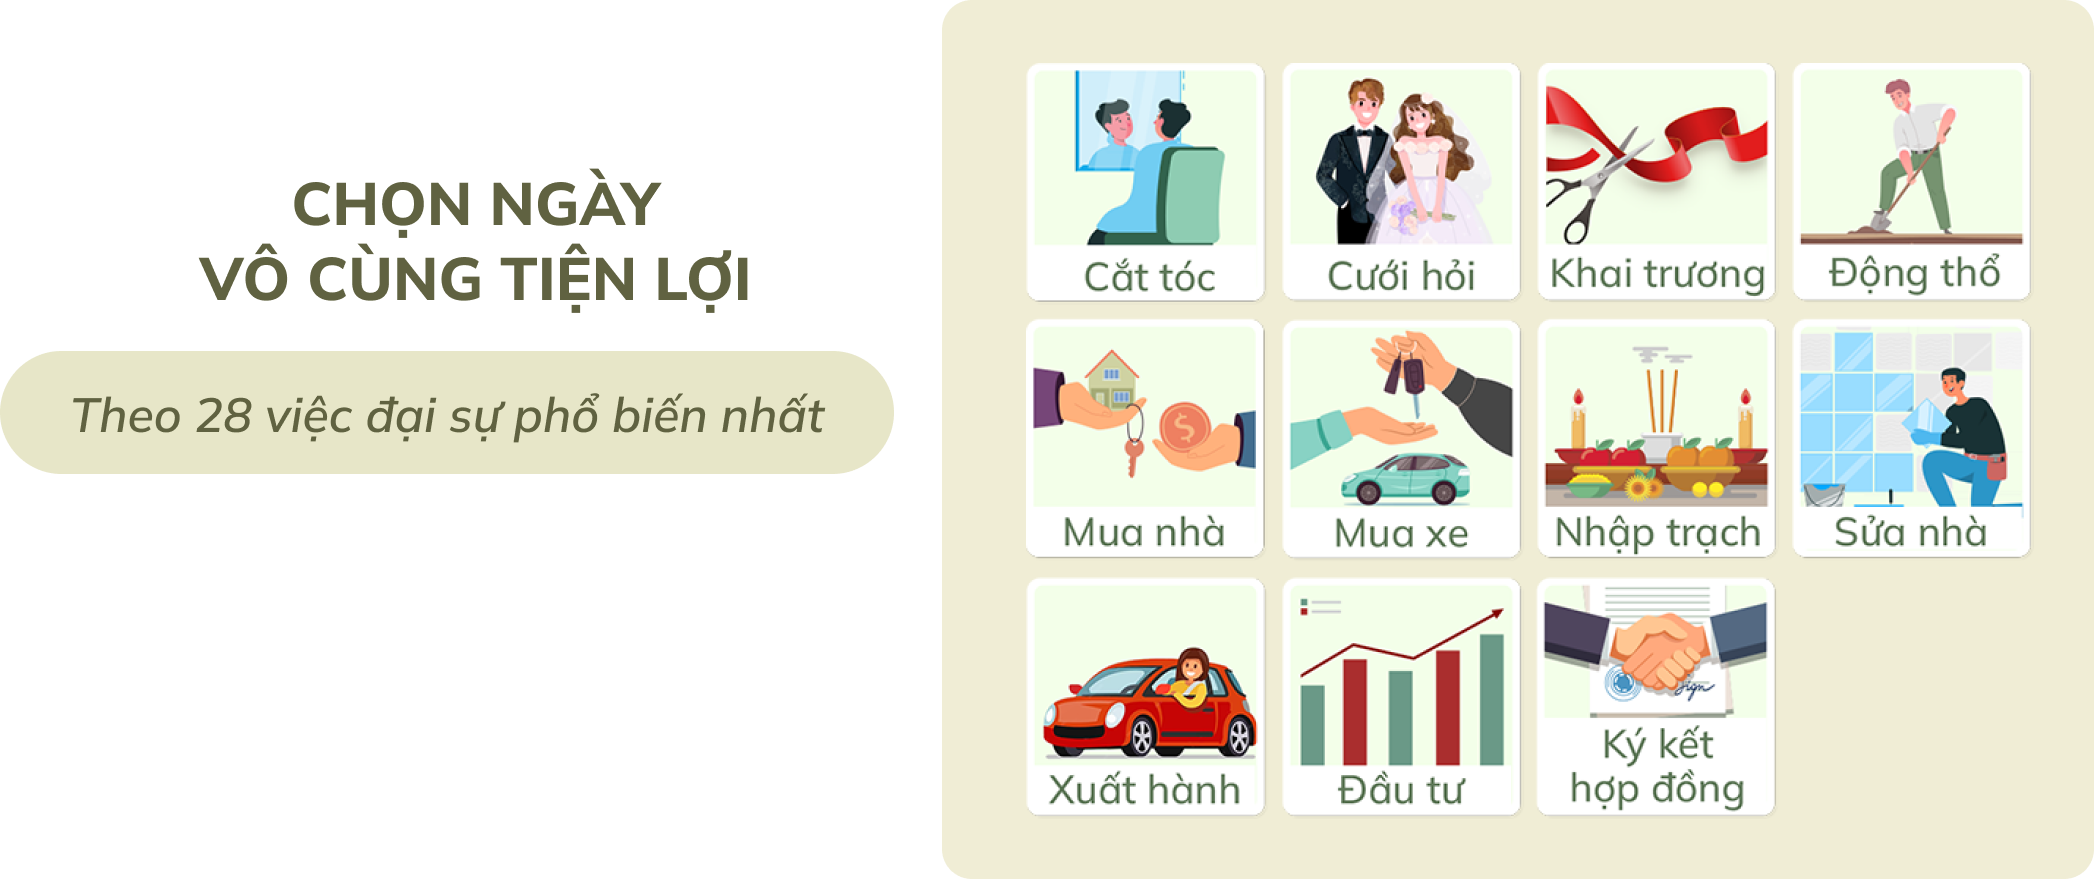 CHỌN NGÀY
VÔ CÙNG TIỆN LỢI
Theo 28 việc đại sự phổ biến nhất
Cắt tóc
Cưới hỏi
Khai trương
Động thổ
Mua nhà
Mua xe
Nhập trạch
Sửa nhà
Xuất hành
Đầu tư
Sign
Ký kết
hợp đồng